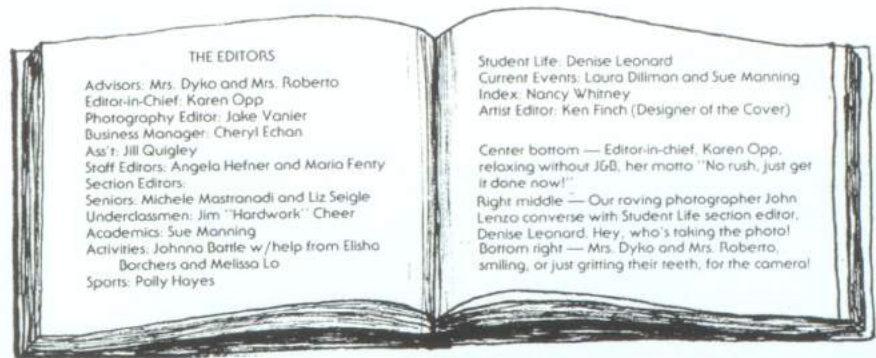 THE EDITORS
Advisors: Mrs. Dyko and Mrs. Roberto
Editor-in-Chief: Karen Opp
Photography Editor: Jake Vanier
Business Manager: Cheryl Echan
Ass't: Jill Quigley
Staff Editors: Angela Hefner and Maria Fenty
Section Editors:
Seniors: Michele Mastranadi and Liz Seigle
Underclassmen: Jim "Hardwork" Cheer
Academics: Sue Manning
Activities: Johnna Battle w/help from Elisha
Borchers and Melissa Lo
Sports: Polly Hayes
Student Life: Denise Leonard
Current Events: Laura Dillman and Sue Manning
Index: Nancy Whitney
Artist Editor: Ken Finch (Designer of the Cover)
Center bottom — Editor-in-chief, Karen Opp,
relaxing without J&B, her motto "No rush, just get
it done now!"
Right middle — Our roving photographer John
Lenzo converse with Student Life section editor,
Denise Leonard. Hey, who's taking the photo!
Bottom right — Mrs. Dyko and Mrs. Roberto,
smiling, or just gritting their teeth, for the camera!